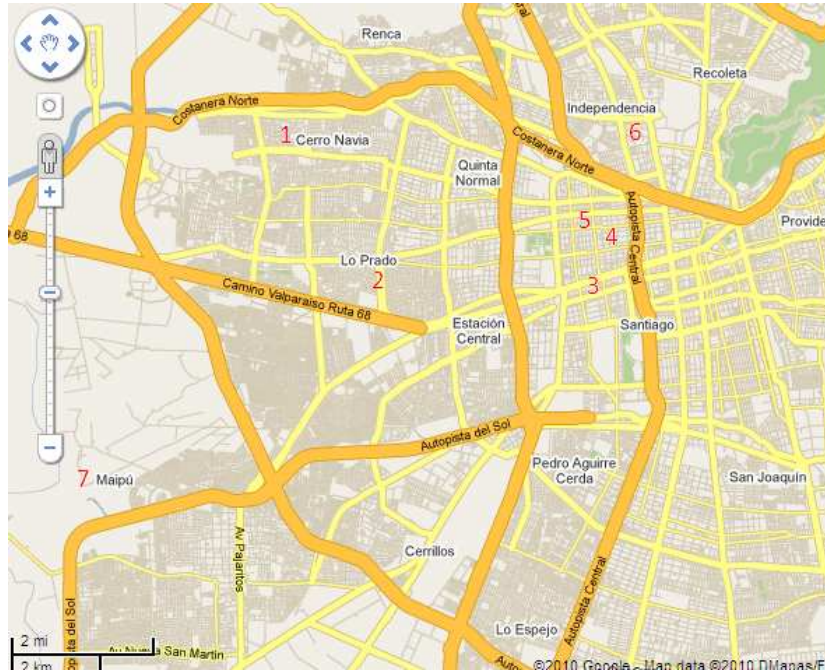 Renca
Recoleta
Costanera Norte
Independencia
1
Cerro Navia
6
Costanera Norte
Quinta
Normal
Autopista Central
5
4
Provide
68
Lo Prado
2
3
Camino Valparaiso Ruta 68
Estación
Central
Santiago
Autopista del Sol
Pedro Aguirre
Cerda
San Joaquín
7 Maipú
Av Pajaritos
Cerrillos
Autopista Central
Lo Espejo
2 mi
2 km
pista del Sol
Av Nueva San Martin
Auto
©2010 Google - Map data ©2010 DMapas/E